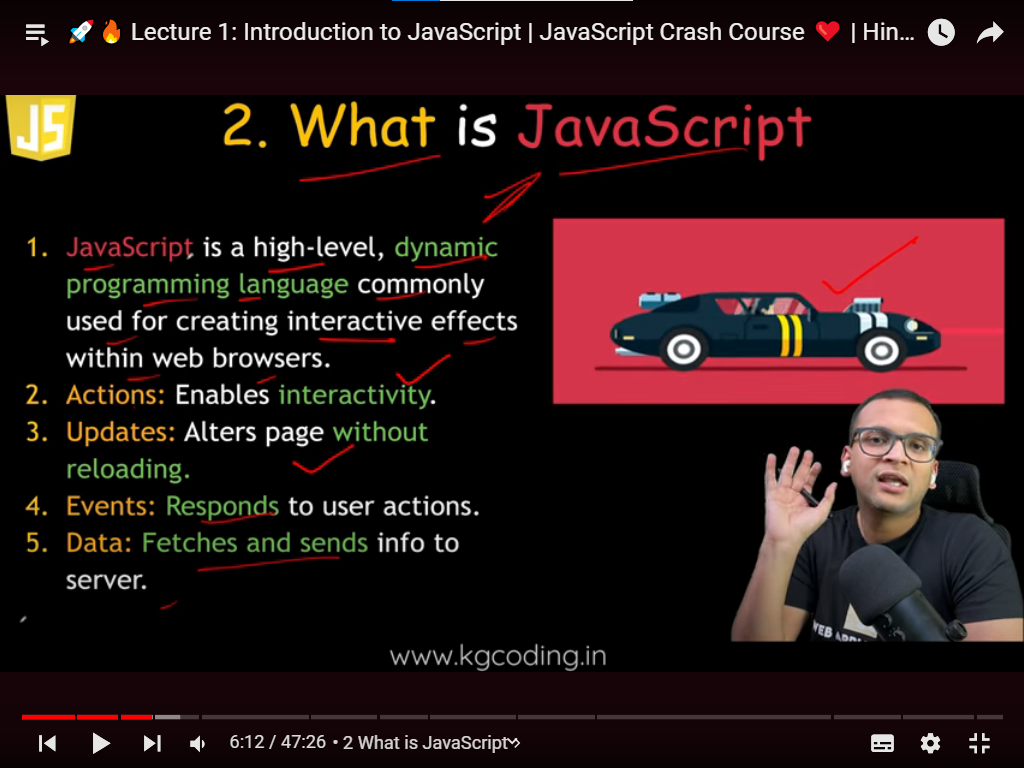 🚀🔥 Lecture 1: Introduction to JavaScript | JavaScript Crash Course ❤️ | Hin...
JS
2. What is JavaScript
1. JavaScript is a high-level, dynamic
programming language commonly
used for creating interactive effects
within web browsers.
2. Actions: Enables interactivity.
3. Updates: Alters page without
reloading.
4. Events: Responds to user actions.
5. Data: Fetches and sends info to
server.
www.kgcoding.in
6:12 / 47:26 • 2 What is JavaScript